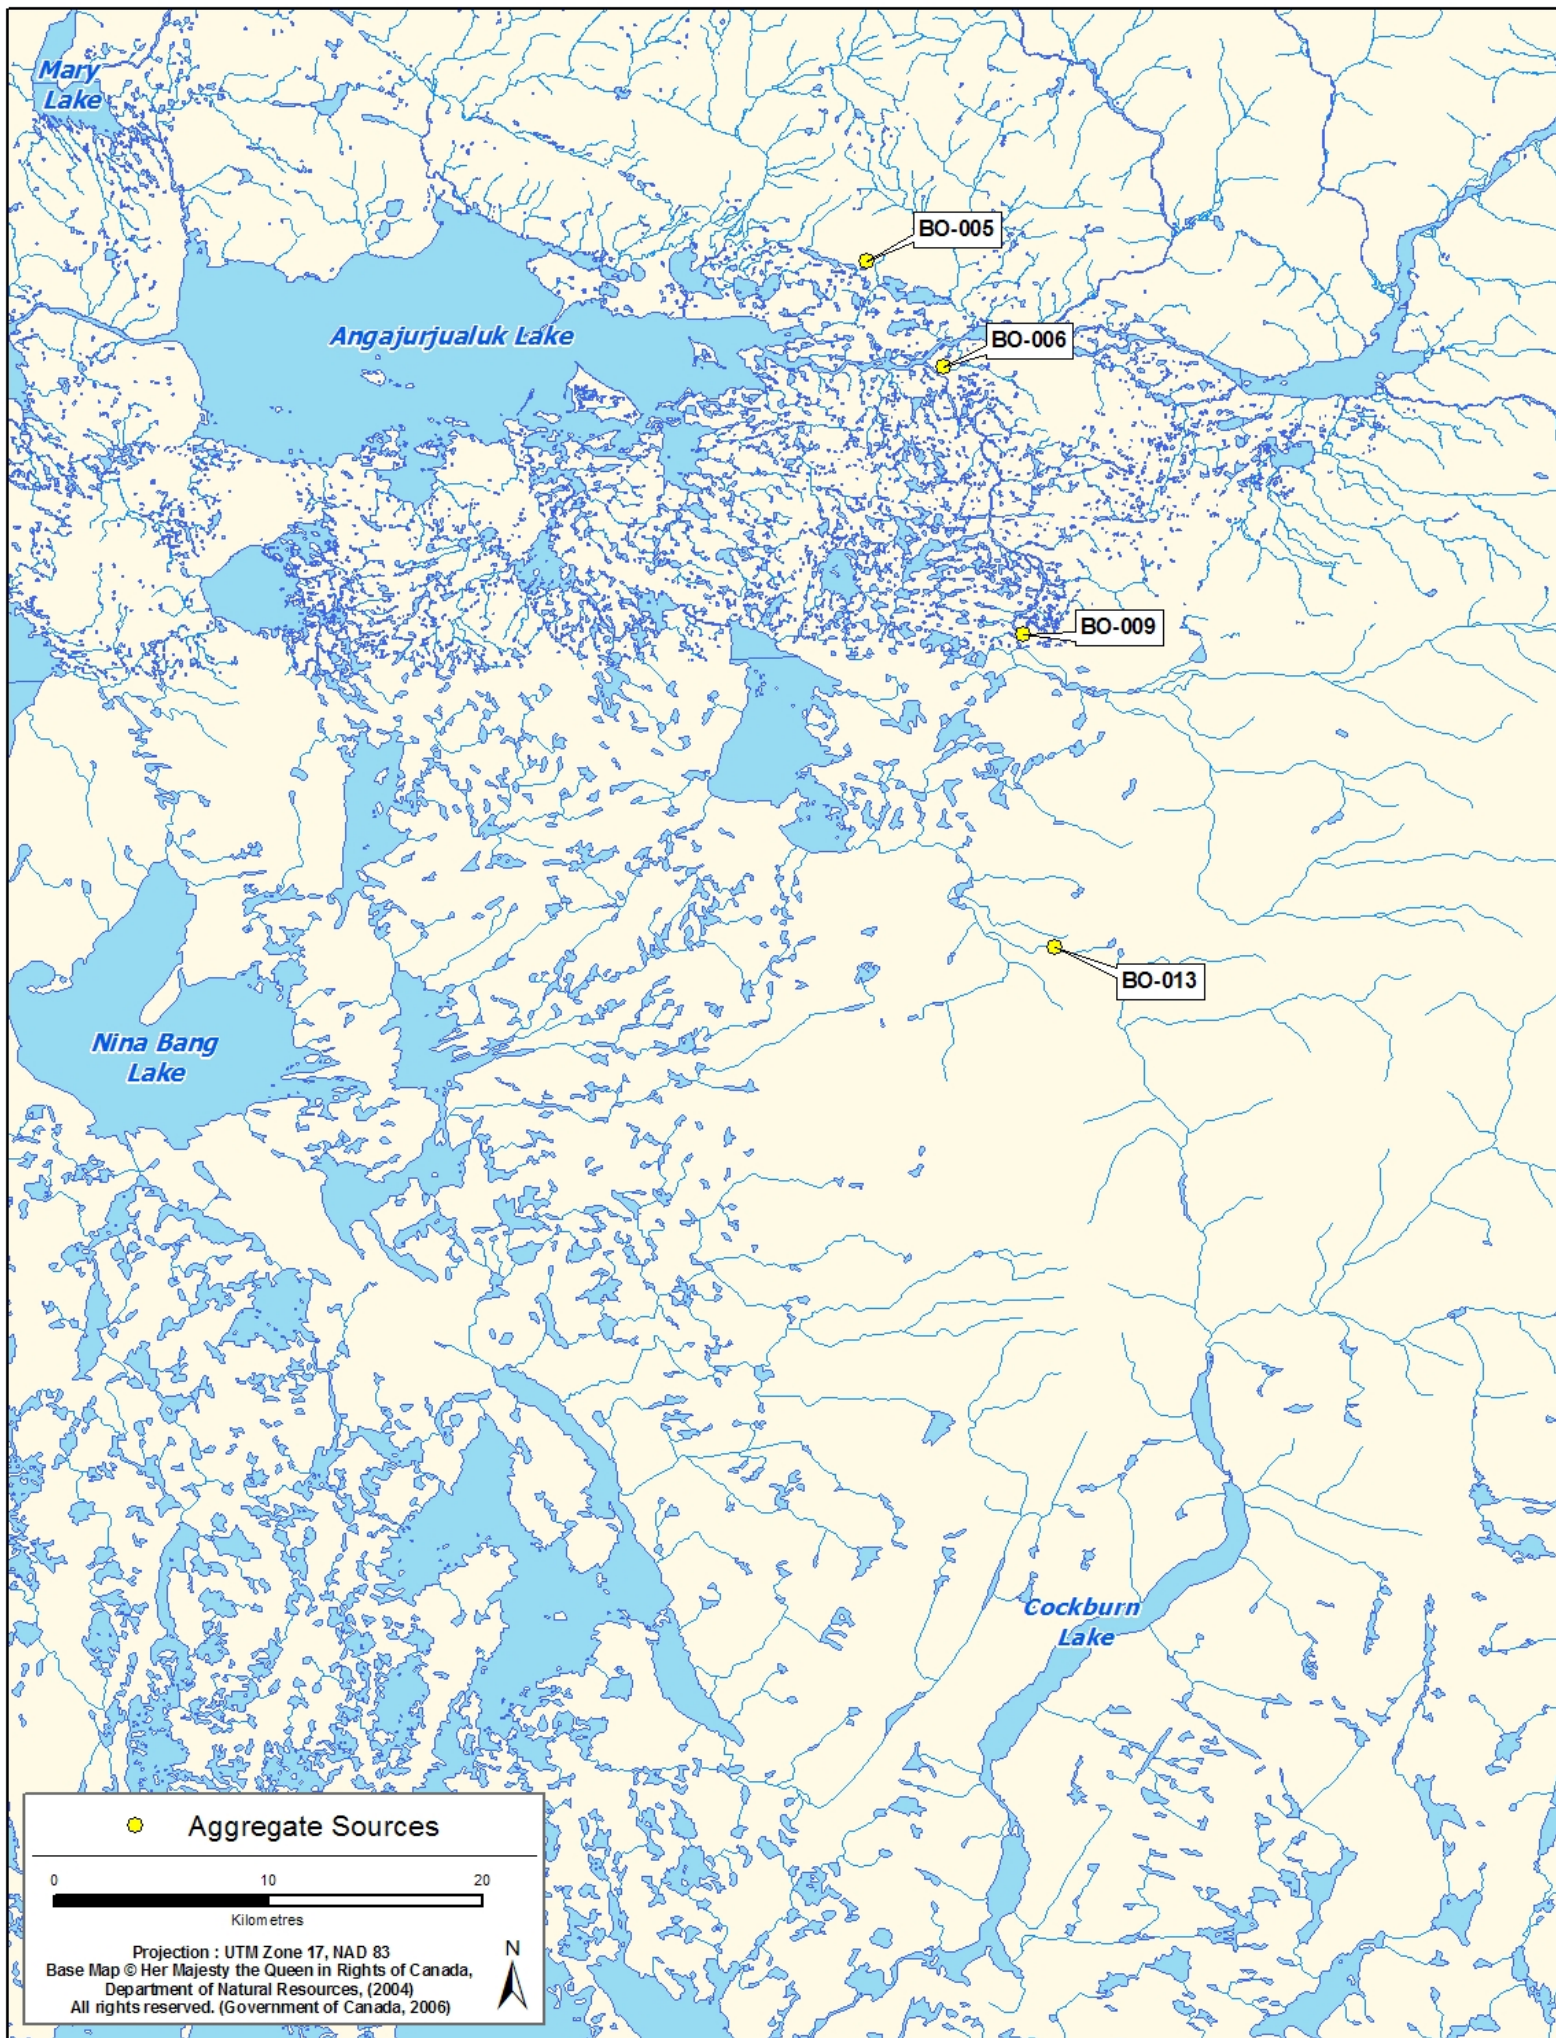 Mary
Lake
BO-005
Angajurjualuk Lake
BO-006
BO-009
BO-013
Nina Bang
Lake
Cockburn
Lake
Aggregate Sources
0 10 20
Kilometres
Projection : UTM Zone 17, NAD 83
N
Base Map © Her Majesty the Queen in Rights of Canada,
Department of Natural Resources, (2004)
All rights reserved. (Government of Canada, 2006)